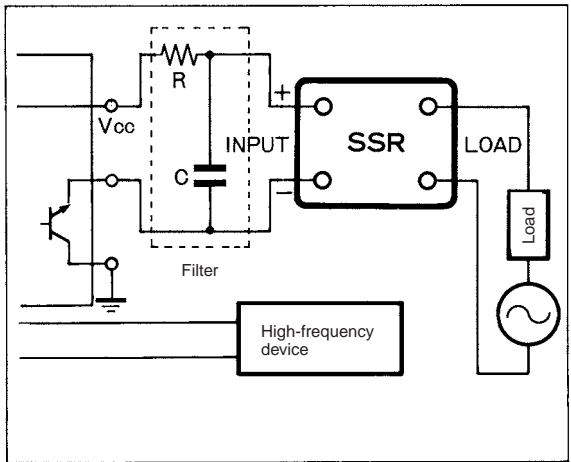 R
+
Vcc
INPUT
SSR
LOAD
C
−
Load
Filter
High-frequency
device